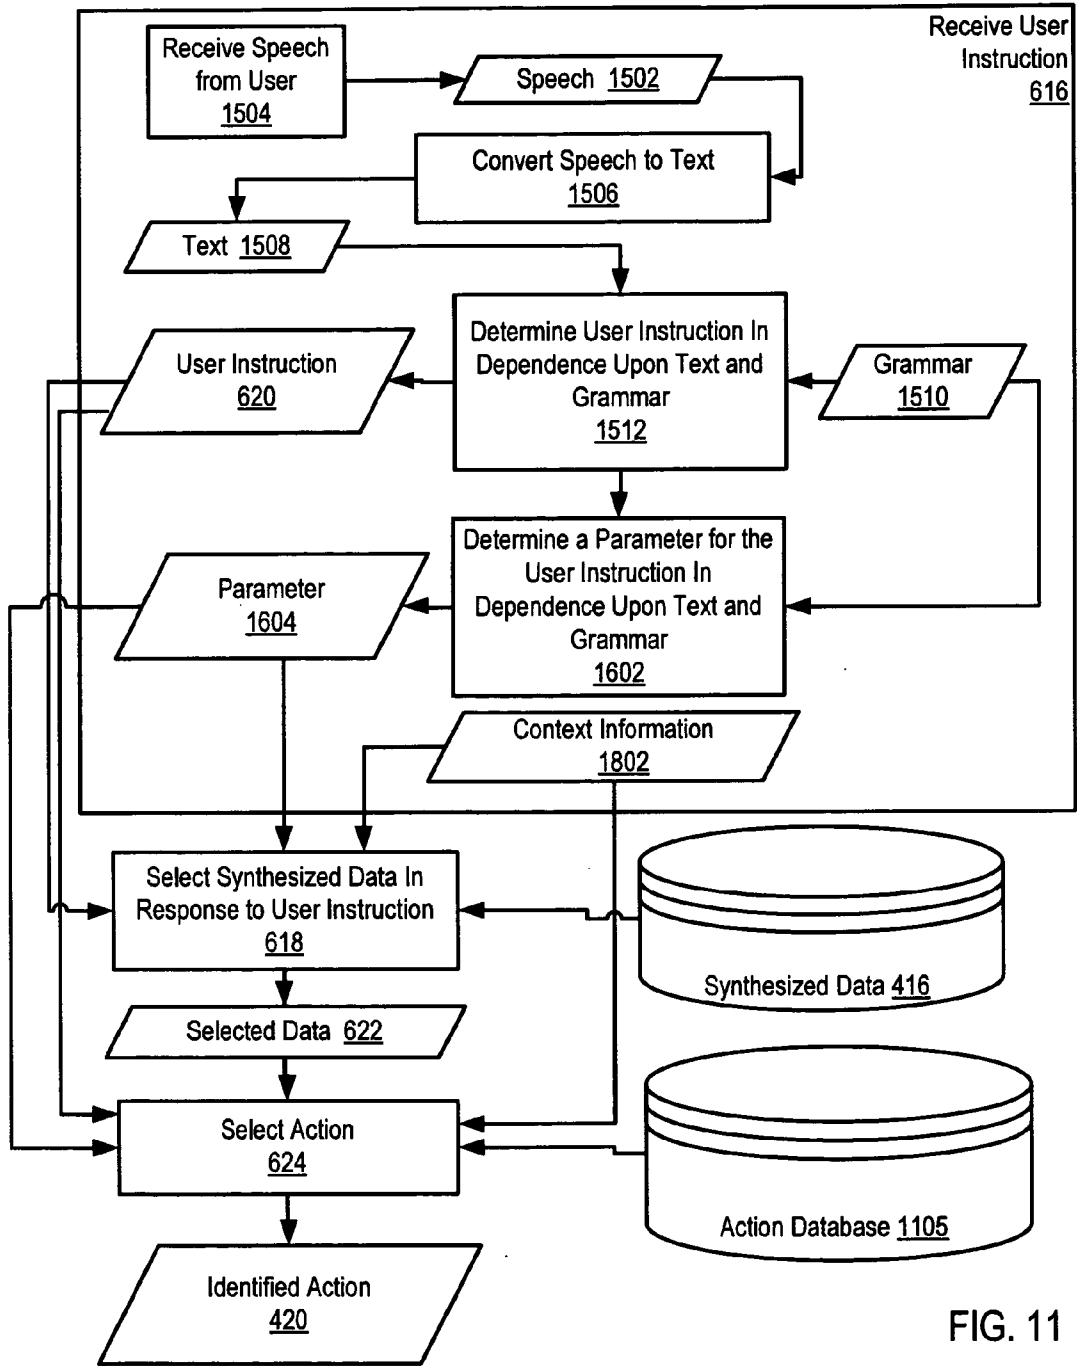 Receive User
Instruction
616
Receive Speech
from User
1504
Speech 1502
Convert Speech to Text
1506
Text 1508
Determine User Instruction In
Dependence Upon Text and
Grammar
1512
User Instruction
620
Grammar
1510
Determine a Parameter for the
User Instruction In
Dependence Upon Text and
Grammar
1602
Parameter
1604
Context Information
1802
Select Synthesized Data In
Response to User Instruction
618
Synthesized Data 416
Selected Data 622
Select Action
624
Action Database 1105
Identified Action
420
FIG. 11